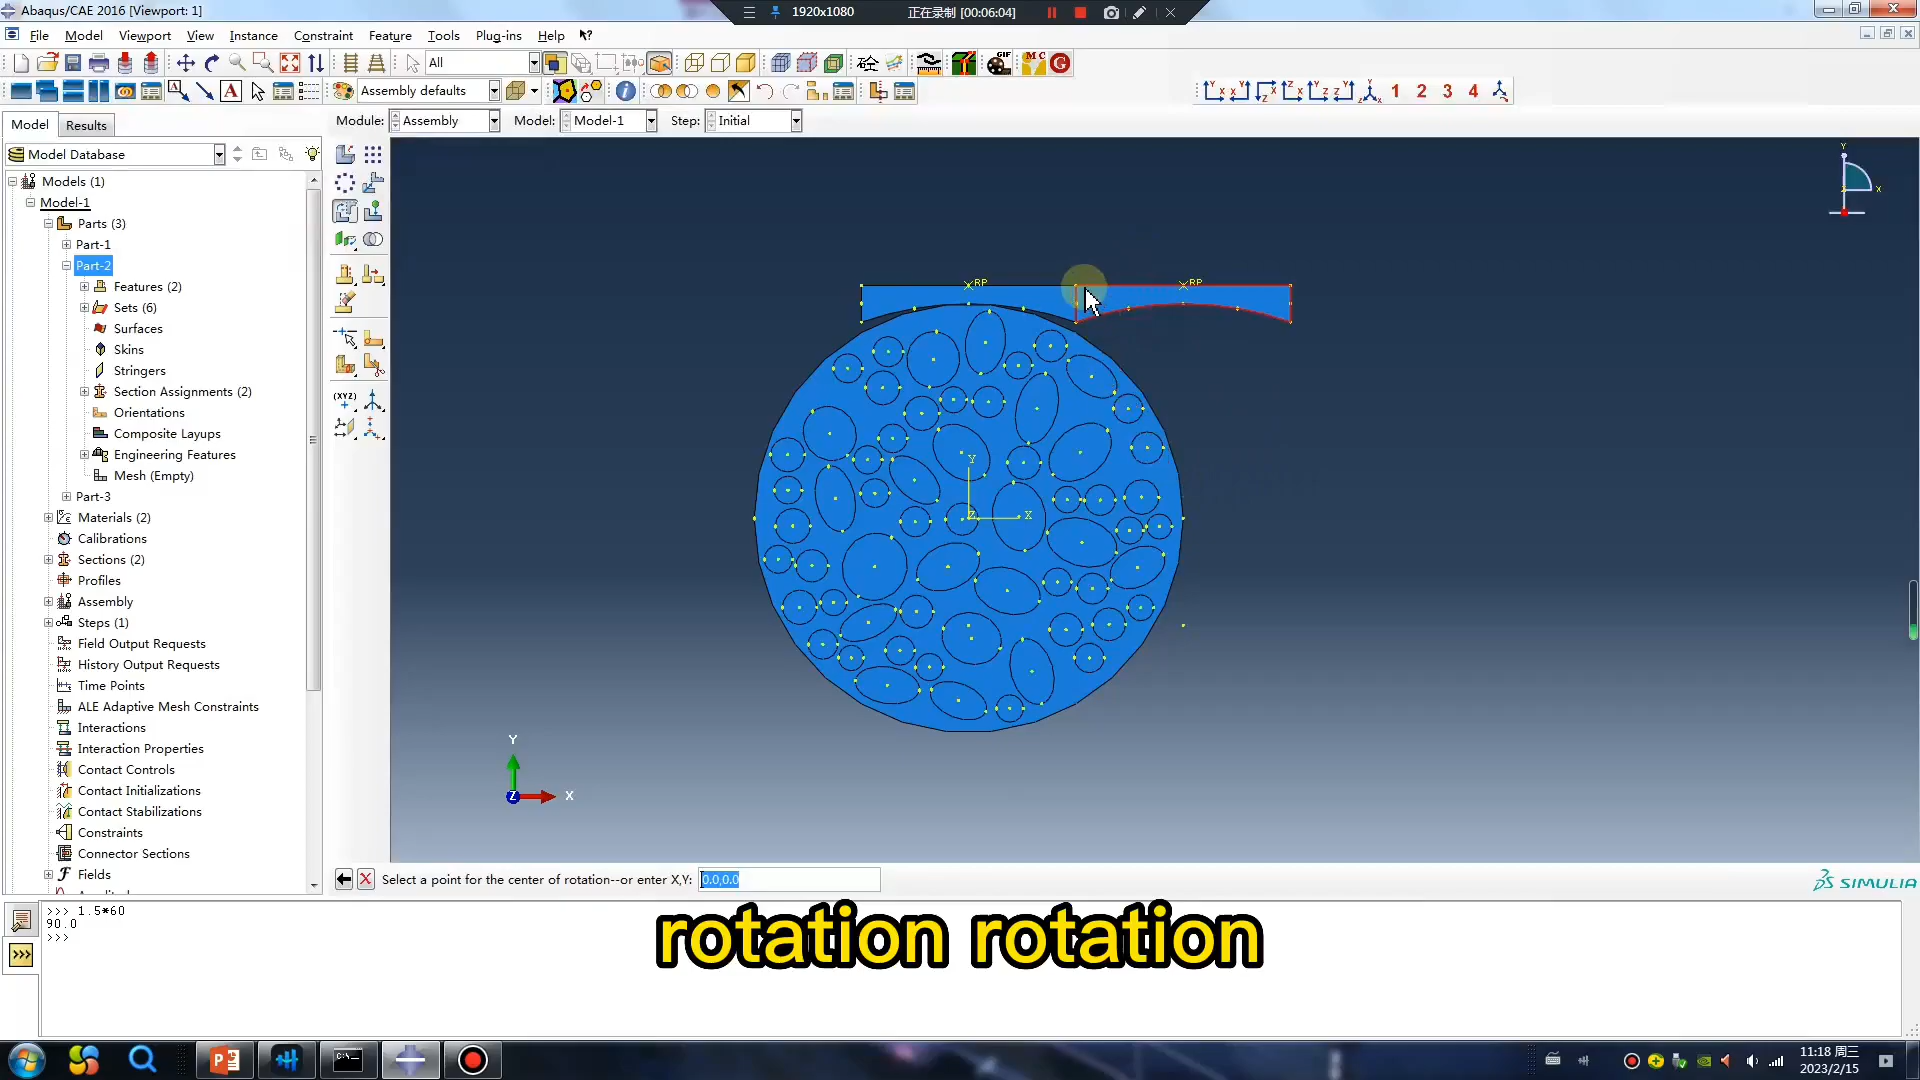 Abaqus/CAE 2016 [Viewport: 1]
1920x1080
正在录制 [00:06:04]
File Model Viewport View Instance Constraint Feature Tools Plug-ins Help
All
Assembly defaults
1 2 3 4
Model Results
Module: Assembly Model: Model-1 Step: Initial
Model Database
Models (1)
Model-1
Parts (3)
Part-1
Part-2
Features (2)
Sets (6)
Surfaces
Skins
Stringers
Section Assignments (2)
Orientations
Composite Layups
Engineering Features
Mesh (Empty)
Part-3
Materials (2)
Calibrations
Sections (2)
Profiles
Assembly
Steps (1)
Field Output Requests
History Output Requests
Time Points
ALE Adaptive Mesh Constraints
Interactions
Interaction Properties
Contact Controls
Contact Initializations
Contact Stabilizations
Constraints
Connector Sections
Fields
(XYZ)
Y
X
RP
RP
Y
Z
X
Y
Z
X
Select a point for the center of rotation--or enter X,Y: 0.0,0.0
SIMULIA
>>> 1.5*60
90.0
>>>
rotation rotation
11:18 周三
2023/2/15